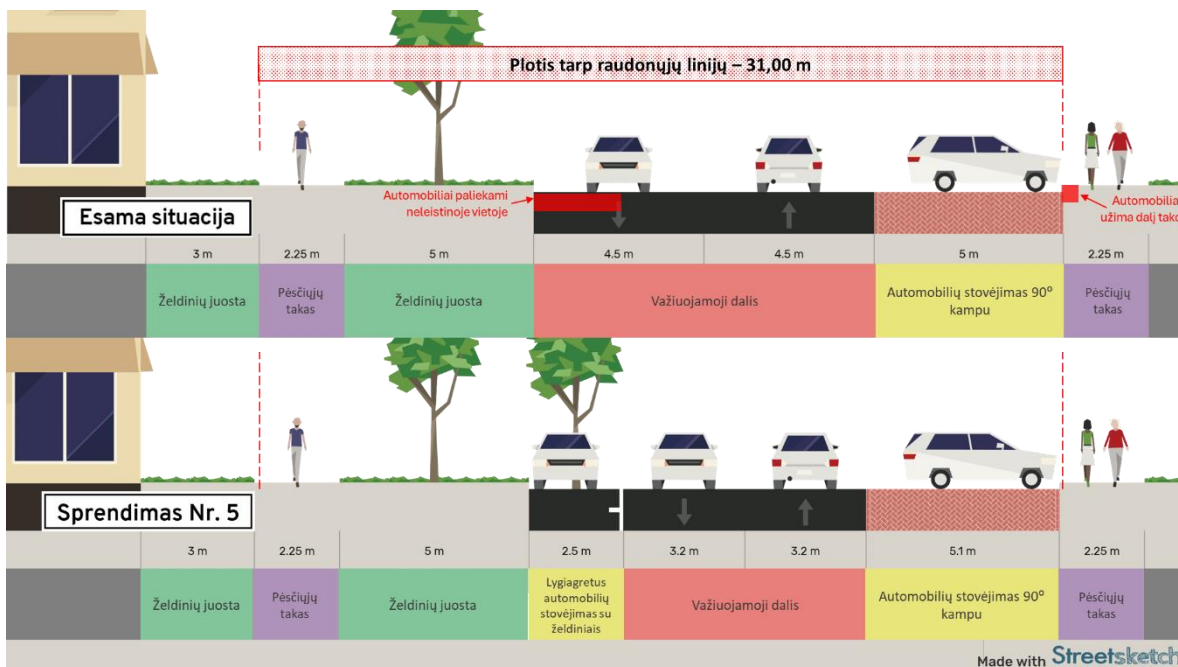 Plotis tarp raudonųjų linijų – 31,00 m
Automobiliai paliekami
neleistinoje vietoje
Esama situacija
Automobiliai
užima dalį tako
3 m
2.25 m
5 m
4.5 m
4.5 m
5 m
2.25 m
Želdinių juosta
Pėsčiųjų
takas
Želdinių juosta
Važiuojamoji dalis
Automobilių stovėjimas 90°
kampu
Pėsčiųjų
takas
Sprendimas Nr. 5
3 m
2.25 m
5 m
2.5 m
3.2 m
3.2 m
5.1 m
2.25 m
Želdinių juosta
Pėsčiųjų
takas
Želdinių juosta
Lygiagretus
automobilių
stovėjimas su
želdiniais
Važiuojamoji dalis
Automobilių stovėjimas 90°
kampu
Pėsčiųjų
takas
Made with Streetsketch